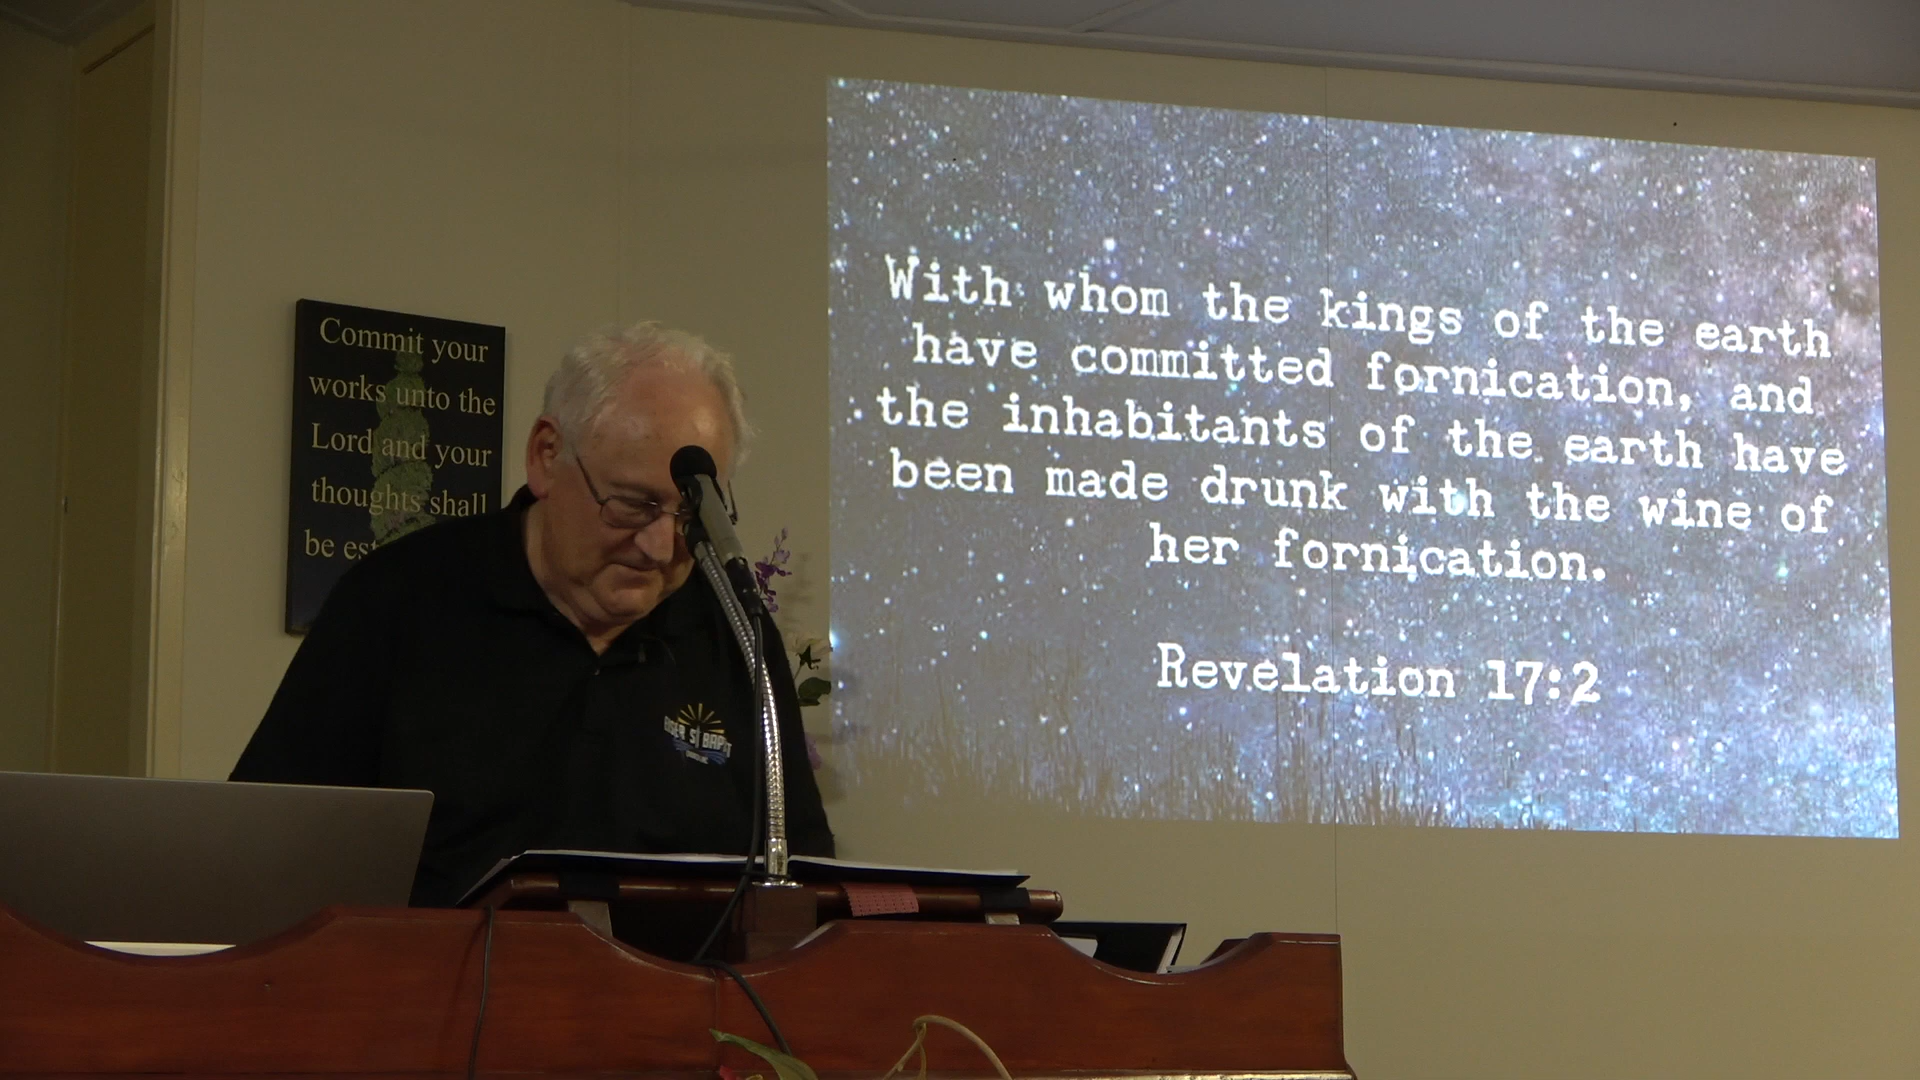 Commit your
works unto the
Lord and your
thoughts shall
be
With whom the kings of the earth
have committed fornication, and
the inhabitants of the earth have
been made drunk with the wine of
her fornication.
Revelation 17:2